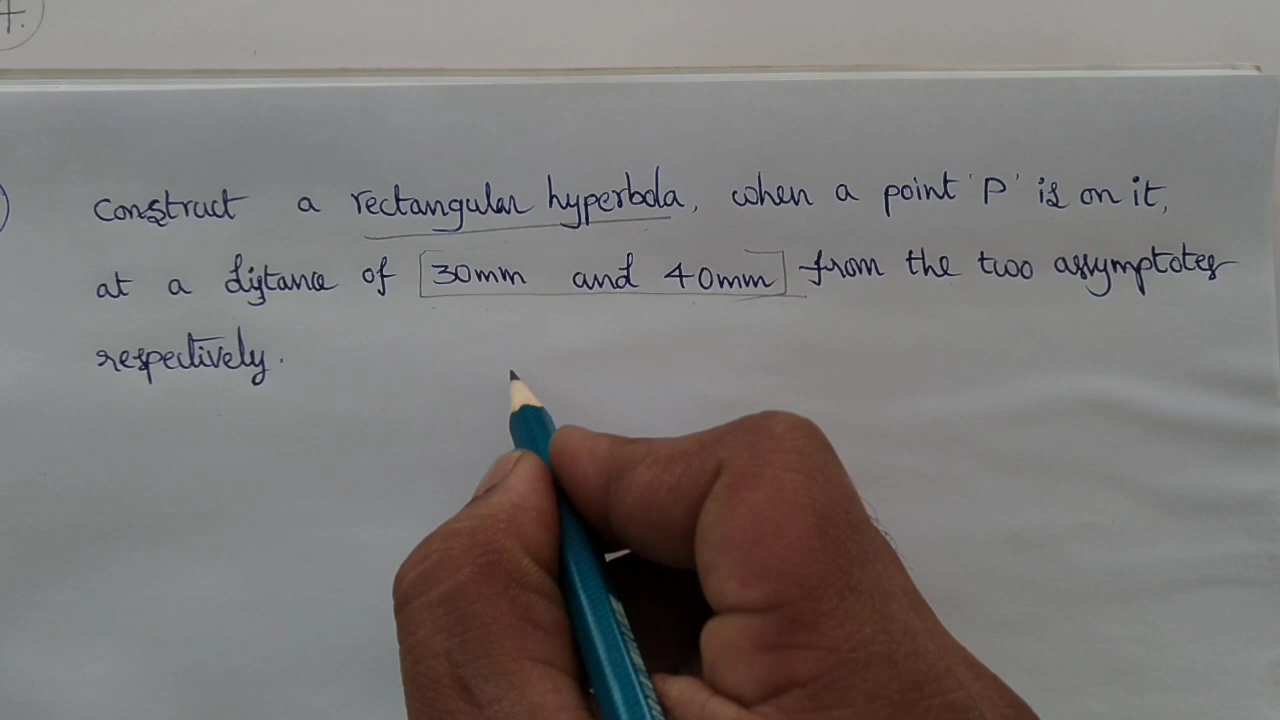 Construct a rectangular hyperbola, when a point 'P' is on it,
at a distance of 30mm and 40mm from the two assymptotes
respectively.